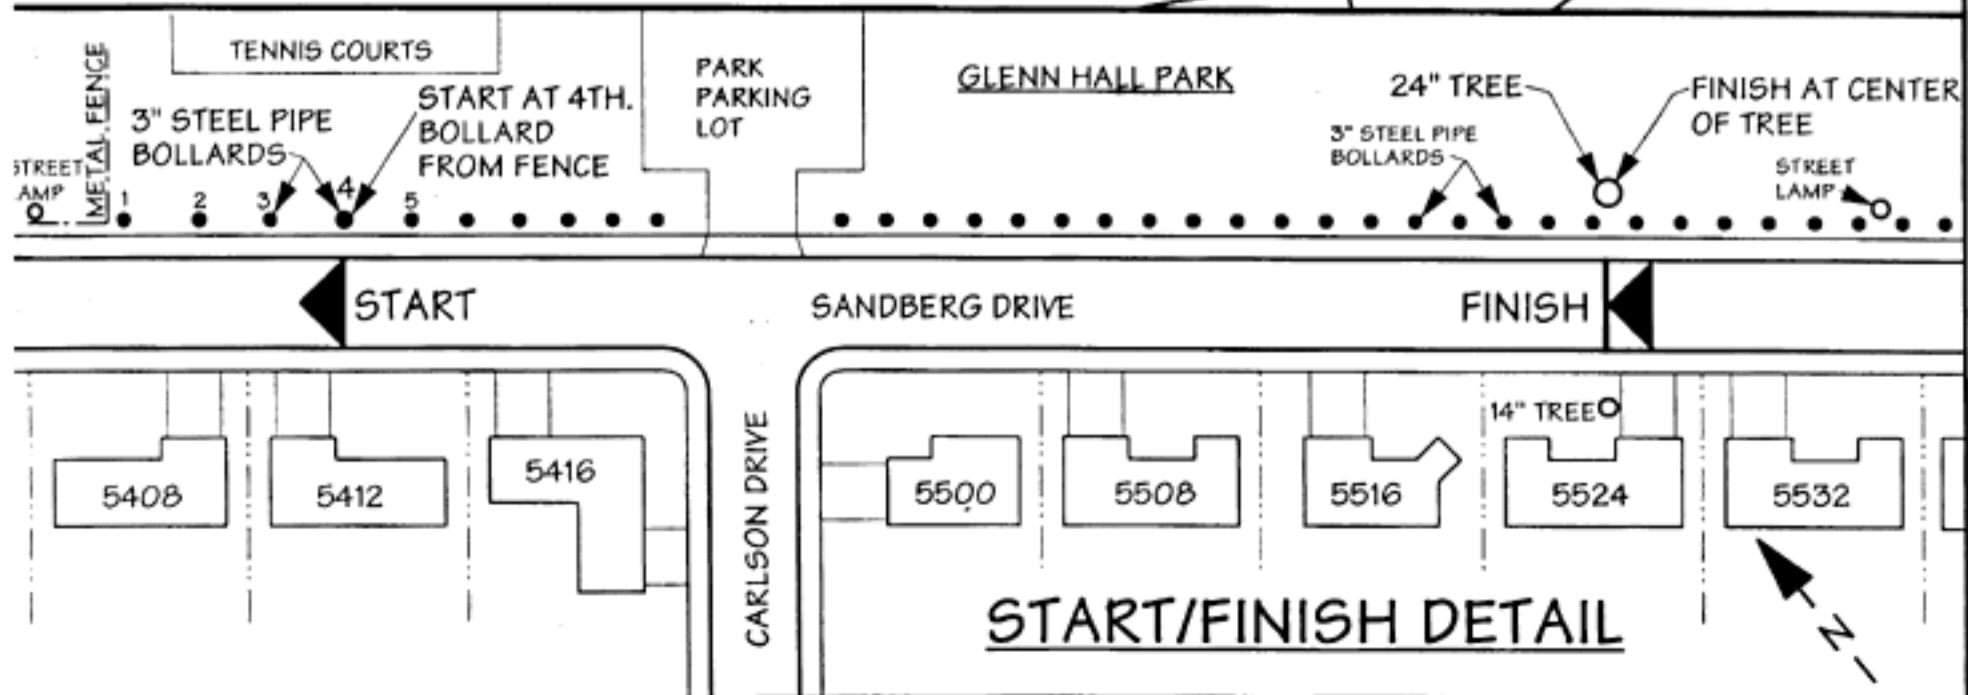 TENNIS COURTS
METAL FENCE
3" STEEL PIPE
BOLLARDS
START AT 4TH.
BOLLARD
FROM FENCE
PARK
PARKING
LOT
GLENN HALL PARK
24" TREE
FINISH AT CENTER
OF TREE
3" STEEL PIPE
BOLLARDS
STREET
LAMP
STREET
AMP
1
2
3
4
5
START
SANDBERG DRIVE
FINISH
14" TREE
5408
5412
5416
CARLSON DRIVE
5500
5508
5516
5524
5532
START/FINISH DETAIL
N